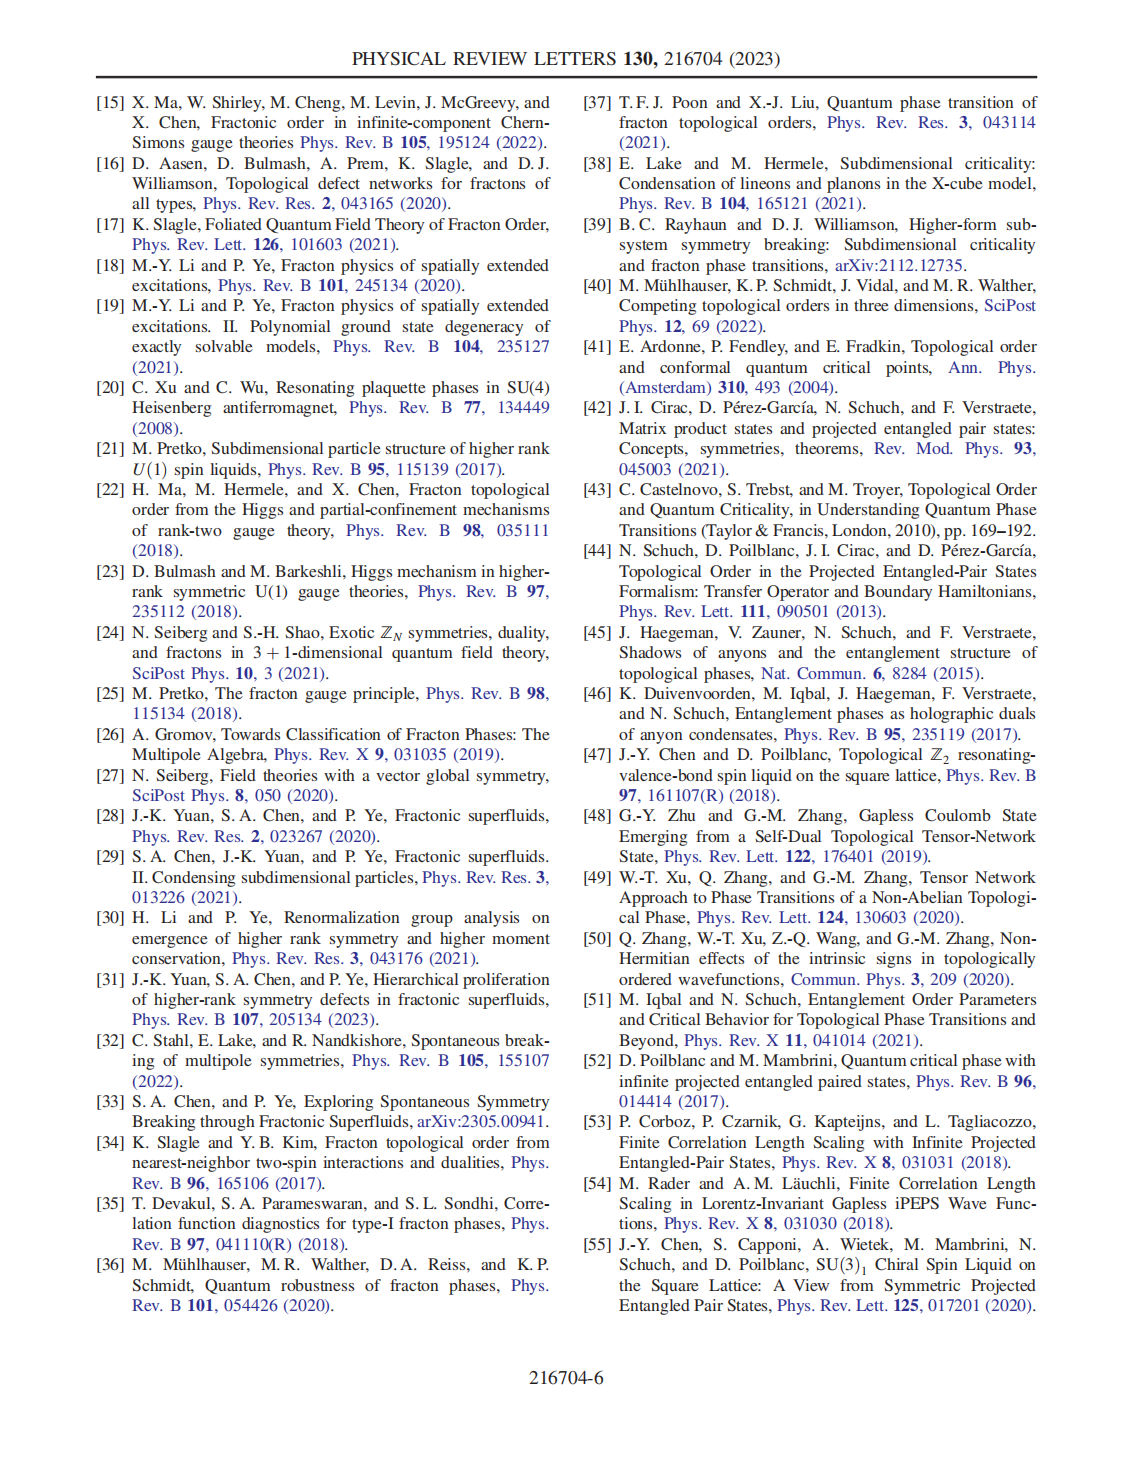 PHYSICAL REVIEW LETTERS 130, 216704 (2023)
[15] X. Ma, W. Shirley, M. Cheng, M. Levin, J. McGreevy, and
X. Chen, Fractonic order in infinite-component Chern-
Simons gauge theories Phys. Rev. B 105, 195124 (2022).
[16] D. Aasen, D. Bulmash, A. Prem, K. Slagle, and D. J.
Williamson, Topological defect networks for fractons of
all types, Phys. Rev. Res. 2, 043165 (2020).
[17] K. Slagle, Foliated Quantum Field Theory of Fracton Order,
Phys. Rev. Lett. 126, 101603 (2021).
[18] M.-Y. Li and P. Ye, Fracton physics of spatially extended
excitations, Phys. Rev. B 101, 245134 (2020).
[19] M.-Y. Li and P. Ye, Fracton physics of spatially extended
excitations. II. Polynomial ground state degeneracy of
exactly solvable models, Phys. Rev. B 104, 235127
(2021).
[20] C. Xu and C. Wu, Resonating plaquette phases in SU(4)
Heisenberg antiferromagnet, Phys. Rev. B 77, 134449
(2008).
[21] M. Pretko, Subdimensional particle structure of higher rank
U(1) spin liquids, Phys. Rev. B 95, 115139 (2017).
[22] H. Ma, M. Hermele, and X. Chen, Fracton topological
order from the Higgs and partial-confinement mechanisms
of rank-two gauge theory, Phys. Rev. B 98, 035111
(2018).
[23] D. Bulmash and M. Barkeshli, Higgs mechanism in higher-
rank symmetric U(1) gauge theories, Phys. Rev. B 97,
235112 (2018).
[24] N. Seiberg and S.-H. Shao, Exotic ℤ_N symmetries, duality,
and fractons in 3 + 1-dimensional quantum field theory,
SciPost Phys. 10, 3 (2021).
[25] M. Pretko, The fracton gauge principle, Phys. Rev. B 98,
115134 (2018).
[26] A. Gromov, Towards Classification of Fracton Phases: The
Multipole Algebra, Phys. Rev. X 9, 031035 (2019).
[27] N. Seiberg, Field theories with a vector global symmetry,
SciPost Phys. 8, 050 (2020).
[28] J.-K. Yuan, S. A. Chen, and P. Ye, Fractonic superfluids,
Phys. Rev. Res. 2, 023267 (2020).
[29] S. A. Chen, J.-K. Yuan, and P. Ye, Fractonic superfluids.
II. Condensing subdimensional particles, Phys. Rev. Res. 3,
013226 (2021).
[30] H. Li and P. Ye, Renormalization group analysis on
emergence of higher rank symmetry and higher moment
conservation, Phys. Rev. Res. 3, 043176 (2021).
[31] J.-K. Yuan, S. A. Chen, and P. Ye, Hierarchical proliferation
of higher-rank symmetry defects in fractonic superfluids,
Phys. Rev. B 107, 205134 (2023).
[32] C. Stahl, E. Lake, and R. Nandkishore, Spontaneous break-
ing of multipole symmetries, Phys. Rev. B 105, 155107
(2022).
[33] S. A. Chen, and P. Ye, Exploring Spontaneous Symmetry
Breaking through Fractonic Superfluids, arXiv:2305.00941.
[34] K. Slagle and Y. B. Kim, Fracton topological order from
nearest-neighbor two-spin interactions and dualities, Phys.
Rev. B 96, 165106 (2017).
[35] T. Devakul, S. A. Parameswaran, and S. L. Sondhi, Corre-
lation function diagnostics for type-I fracton phases, Phys.
Rev. B 97, 041110(R) (2018).
[36] M. Mühlhauser, M. R. Walther, D. A. Reiss, and K. P.
Schmidt, Quantum robustness of fracton phases, Phys.
Rev. B 101, 054426 (2020).
[37] T. F. J. Poon and X.-J. Liu, Quantum phase transition of
fracton topological orders, Phys. Rev. Res. 3, 043114
(2021).
[38] E. Lake and M. Hermele, Subdimensional criticality:
Condensation of lineons and planons in the X-cube model,
Phys. Rev. B 104, 165121 (2021).
[39] B. C. Rayhaun and D. J. Williamson, Higher-form sub-
system symmetry breaking: Subdimensional criticality
and fracton phase transitions, arXiv:2112.12735.
[40] M. Mühlhauser, K. P. Schmidt, J. Vidal, and M. R. Walther,
Competing topological orders in three dimensions, SciPost
Phys. 12, 69 (2022).
[41] E. Ardonne, P. Fendley, and E. Fradkin, Topological order
and conformal quantum critical points, Ann. Phys.
(Amsterdam) 310, 493 (2004).
[42] J. I. Cirac, D. Pérez-García, N. Schuch, and F. Verstraete,
Matrix product states and projected entangled pair states:
Concepts, symmetries, theorems, Rev. Mod. Phys. 93,
045003 (2021).
[43] C. Castelnovo, S. Trebst, and M. Troyer, Topological Order
and Quantum Criticality, in Understanding Quantum Phase
Transitions (Taylor & Francis, London, 2010), pp. 169–192.
[44] N. Schuch, D. Poilblanc, J. I. Cirac, and D. Pérez-García,
Topological Order in the Projected Entangled-Pair States
Formalism: Transfer Operator and Boundary Hamiltonians,
Phys. Rev. Lett. 111, 090501 (2013).
[45] J. Haegeman, V. Zauner, N. Schuch, and F. Verstraete,
Shadows of anyons and the entanglement structure of
topological phases, Nat. Commun. 6, 8284 (2015).
[46] K. Duivenvoorden, M. Iqbal, J. Haegeman, F. Verstraete,
and N. Schuch, Entanglement phases as holographic duals
of anyon condensates, Phys. Rev. B 95, 235119 (2017).
[47] J.-Y. Chen and D. Poilblanc, Topological ℤ₂ resonating-
valence-bond spin liquid on the square lattice, Phys. Rev. B
97, 161107(R) (2018).
[48] G.-Y. Zhu and G.-M. Zhang, Gapless Coulomb State
Emerging from a Self-Dual Topological Tensor-Network
State, Phys. Rev. Lett. 122, 176401 (2019).
[49] W.-T. Xu, Q. Zhang, and G.-M. Zhang, Tensor Network
Approach to Phase Transitions of a Non-Abelian Topologi-
cal Phase, Phys. Rev. Lett. 124, 130603 (2020).
[50] Q. Zhang, W.-T. Xu, Z.-Q. Wang, and G.-M. Zhang, Non-
Hermitian effects of the intrinsic signs in topologically
ordered wavefunctions, Commun. Phys. 3, 209 (2020).
[51] M. Iqbal and N. Schuch, Entanglement Order Parameters
and Critical Behavior for Topological Phase Transitions and
Beyond, Phys. Rev. X 11, 041014 (2021).
[52] D. Poilblanc and M. Mambrini, Quantum critical phase with
infinite projected entangled paired states, Phys. Rev. B 96,
014414 (2017).
[53] P. Corboz, P. Czarnik, G. Kapteijns, and L. Tagliacozzo,
Finite Correlation Length Scaling with Infinite Projected
Entangled-Pair States, Phys. Rev. X 8, 031031 (2018).
[54] M. Rader and A. M. Läuchli, Finite Correlation Length
Scaling in Lorentz-Invariant Gapless iPEPS Wave Func-
tions, Phys. Rev. X 8, 031030 (2018).
[55] J.-Y. Chen, S. Capponi, A. Wietek, M. Mambrini, N.
Schuch, and D. Poilblanc, SU(3)₁ Chiral Spin Liquid on
the Square Lattice: A View from Symmetric Projected
Entangled Pair States, Phys. Rev. Lett. 125, 017201 (2020).
216704-6